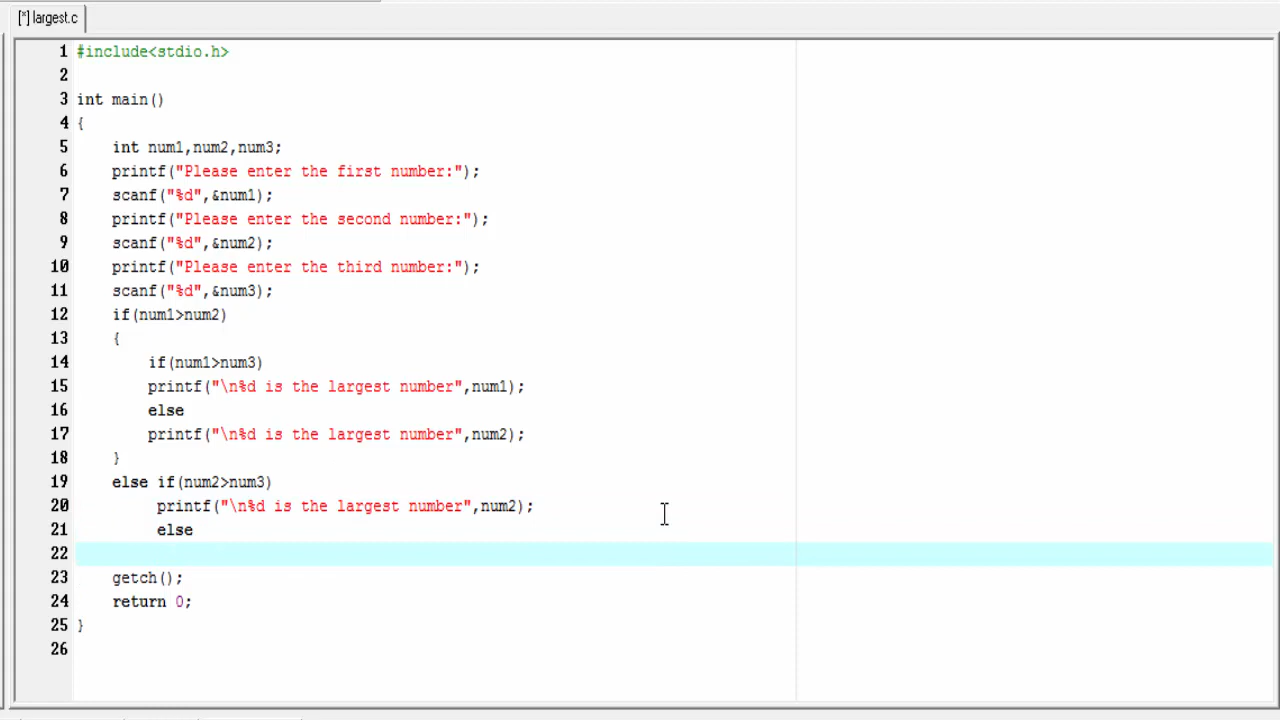 [*] largest.c
1 #include<stdio.h>
2
3 int main()
4 {
5 int num1,num2,num3;
6 printf("Please enter the first number:");
7 scanf("%d",&num1);
8 printf("Please enter the second number:");
9 scanf("%d",&num2);
10 printf("Please enter the third number:");
11 scanf("%d",&num3);
12 if(num1>num2)
13 {
14 if(num1>num3)
15 printf("\n%d is the largest number",num1);
16 else
17 printf("\n%d is the largest number",num2);
18 }
19 else if(num2>num3)
20 printf("\n%d is the largest number",num2);
21 else
22
23 getch();
24 return 0;
25 }
26